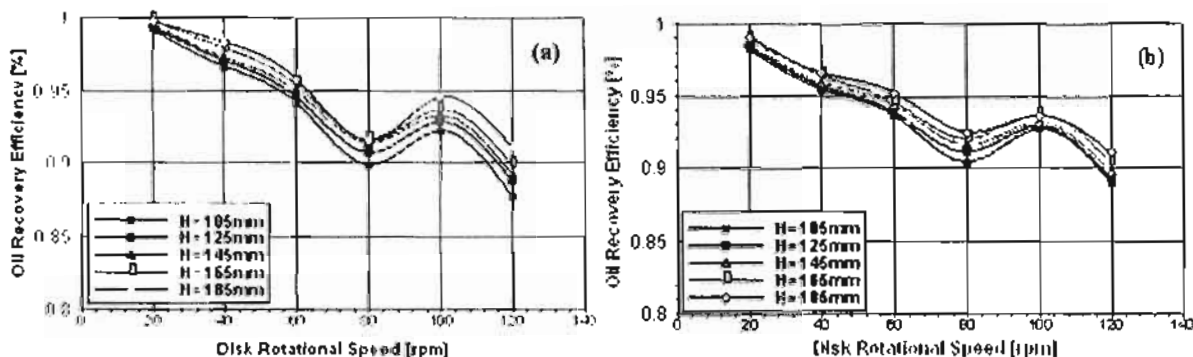 (a)
Oil Recovery Efficiency [%]
1
0.95
0.9
0.85
0.8
H=105mm
H=125mm
H=145mm
H=165mm
H=185mm
0 20 40 60 80 100 120 140
Disk Rotational Speed [rpm]
(b)
Oil Recovery Efficiency [%]
1
0.95
0.9
0.85
0.8
H=105mm
H=125mm
H=145mm
H=165mm
H=185mm
0 20 40 60 80 100 120 140
Disk Rotational Speed [rpm]